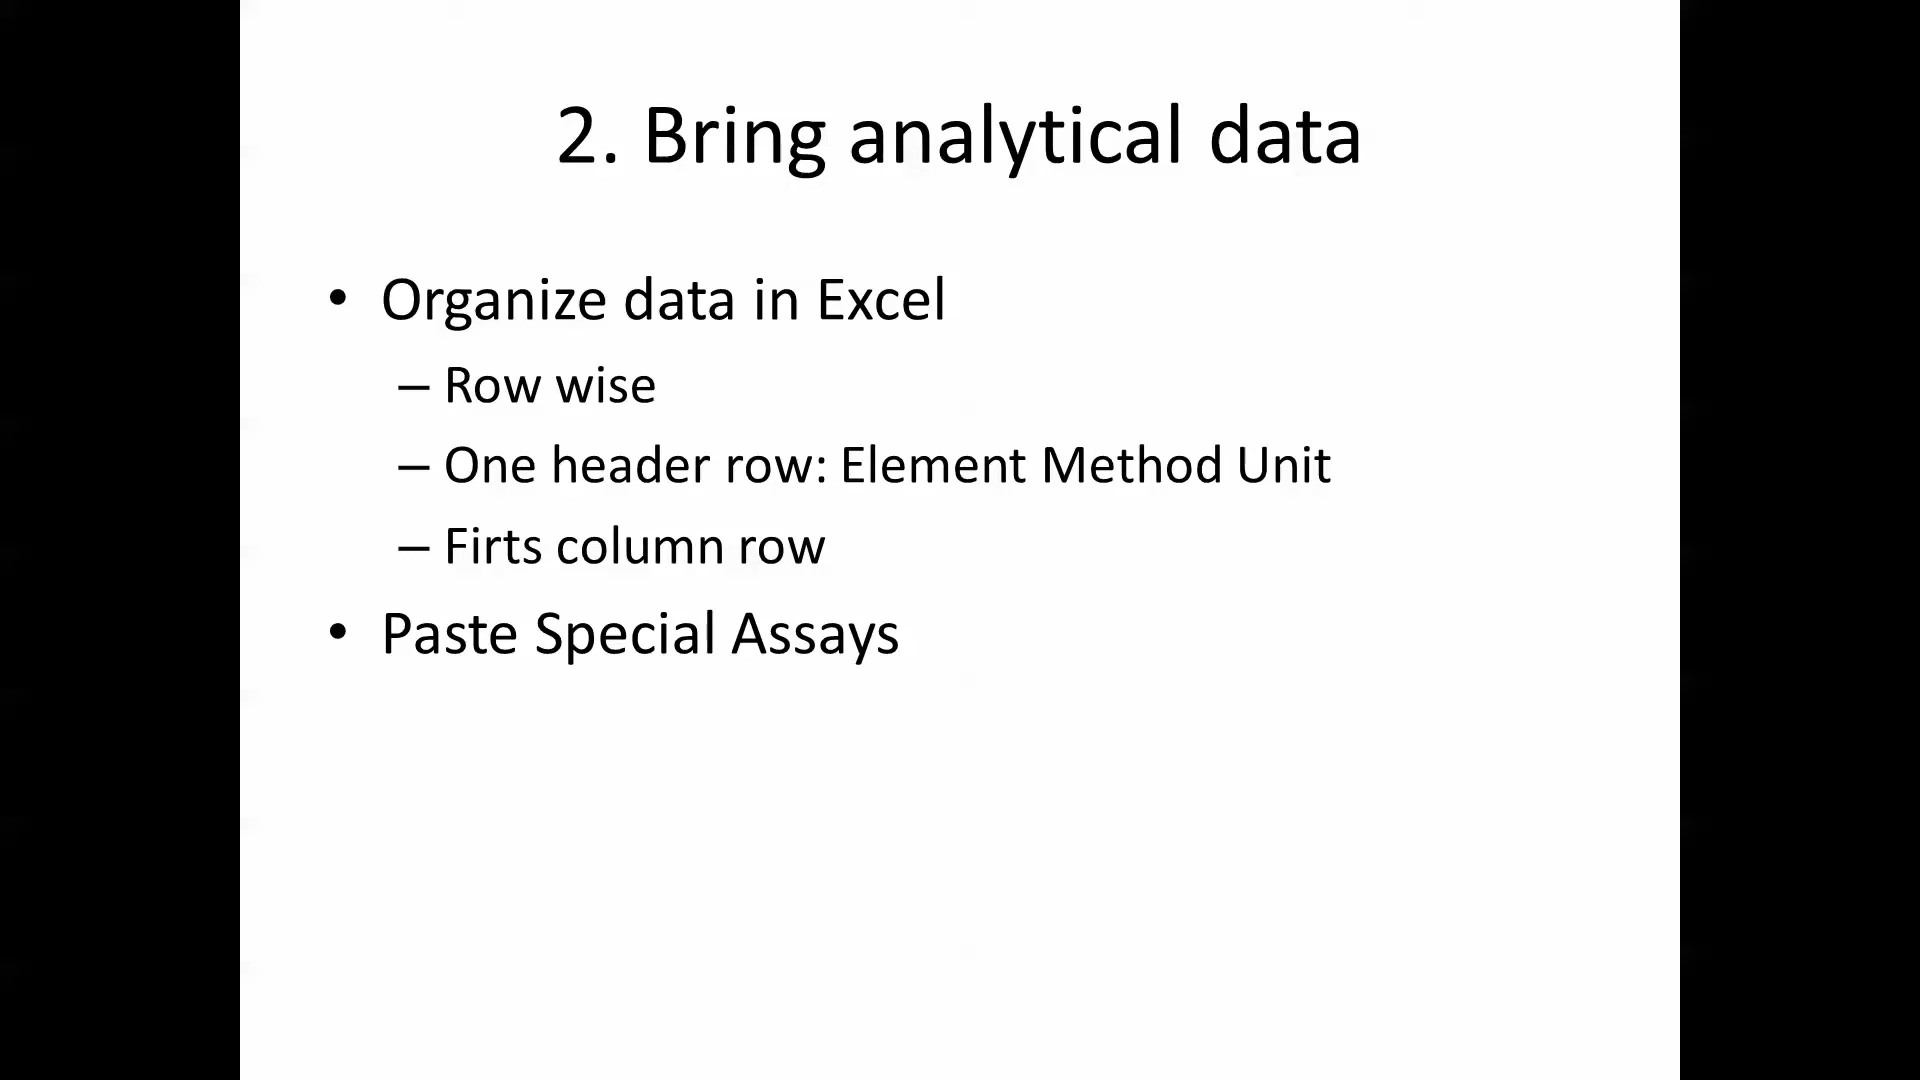 2. Bring analytical data
• Organize data in Excel
– Row wise
– One header row: Element Method Unit
– Firts column row
• Paste Special Assays